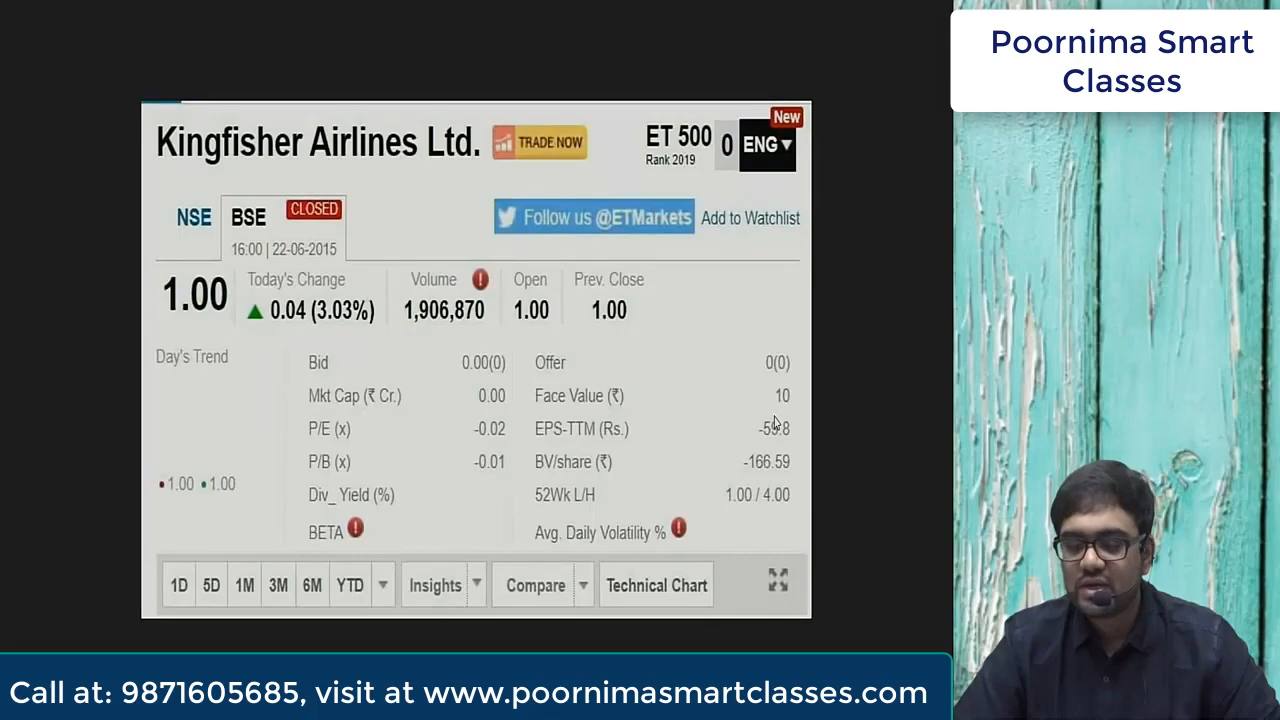 Poornima Smart
Classes
New
Kingfisher Airlines Ltd. TRADE NOW ET 500 0 ENG▼
Rank 2019
NSE BSE CLOSED Follow us @ETMarkets Add to Watchlist
16:00 | 22-06-2015
Today's Change Volume ! Open Prev. Close
1.00 ▲ 0.04 (3.03%) 1,906,870 1.00 1.00
Day's Trend
Bid 0.00(0) Offer 0(0)
Mkt Cap (₹ Cr.) 0.00 Face Value (₹) 10
P/E (x) -0.02 EPS-TTM (Rs.)
P/B (x) -0.01 BV/share (₹) -166.59
•1.00 •1.00 Div_ Yield (%) 52Wk L/H 1.00 / 4.00
BETA ! Avg. Daily Volatility % !
1D 5D 1M 3M 6M YTD ▼ Insights ▼ Compare ▼ Technical Chart
Call at: 9871605685, visit at www.poornimasmartclasses.com